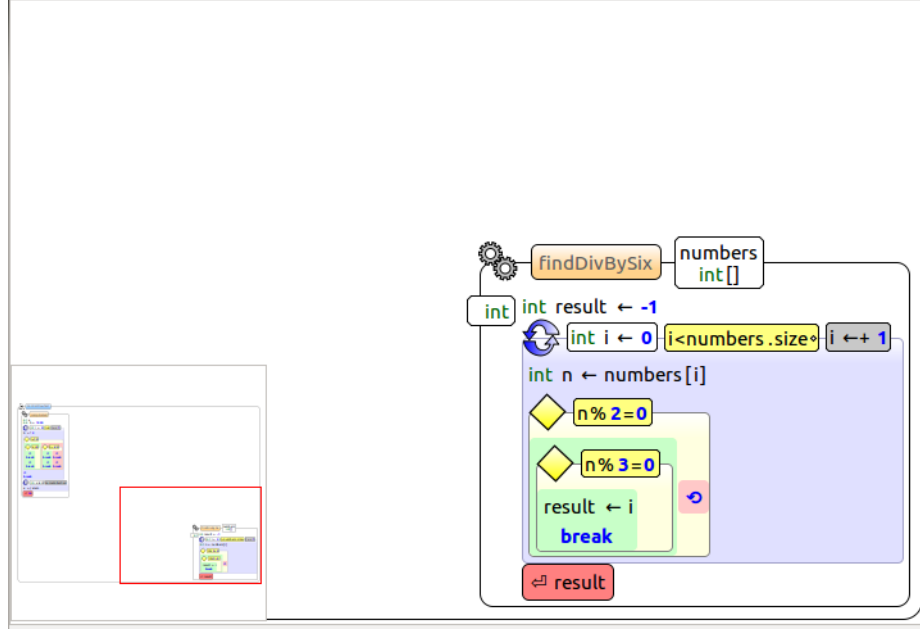 findDivBySix
numbers
int[]
int
int result ← -1
int i ← 0 i<numbers.size⋄ i ←+ 1
int n ← numbers[i]
n% 2=0
n% 3=0
result ← i
break
⏎ result